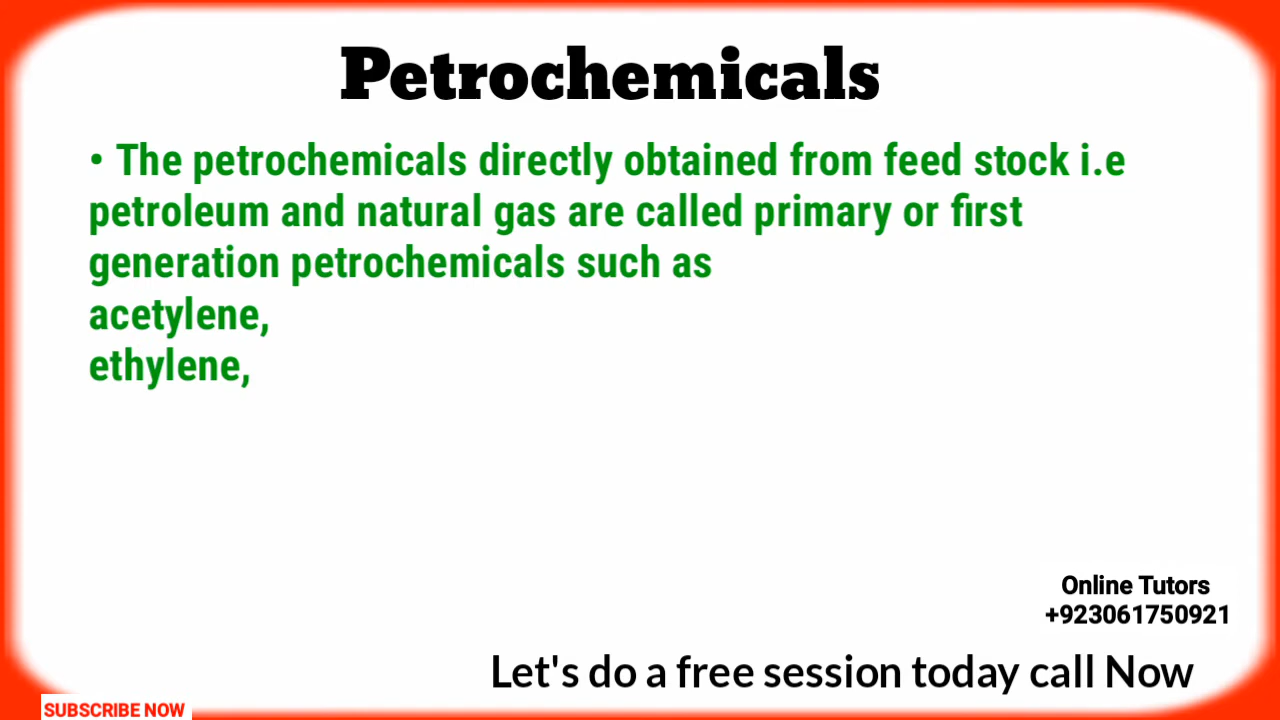 Petrochemicals
• The petrochemicals directly obtained from feed stock i.e
petroleum and natural gas are called primary or first
generation petrochemicals such as
acetylene,
ethylene,
Online Tutors
+923061750921
Let's do a free session today call Now
SUBSCRIBE NOW